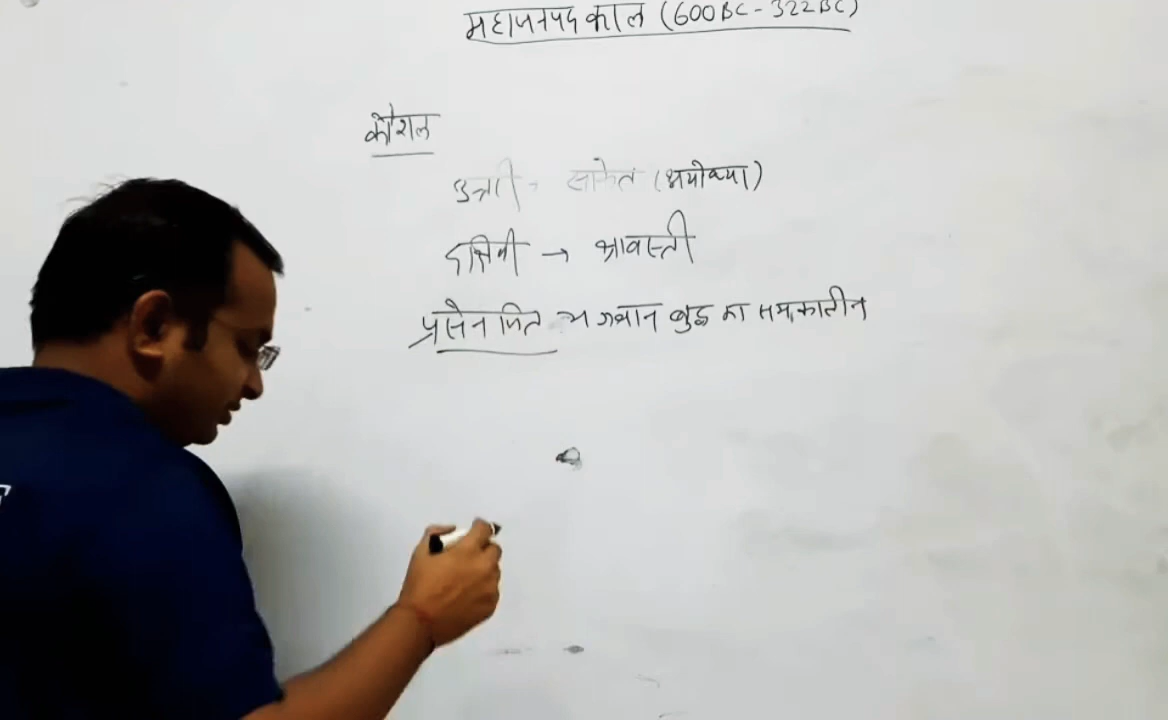 महाजनपद काल (600BC - 322BC)
कोशल
उत्तरी → साकेत (अयोध्या)
दक्षिणी → श्रावस्ती
प्रसेनजित भगवान बुद्ध का समकालीन